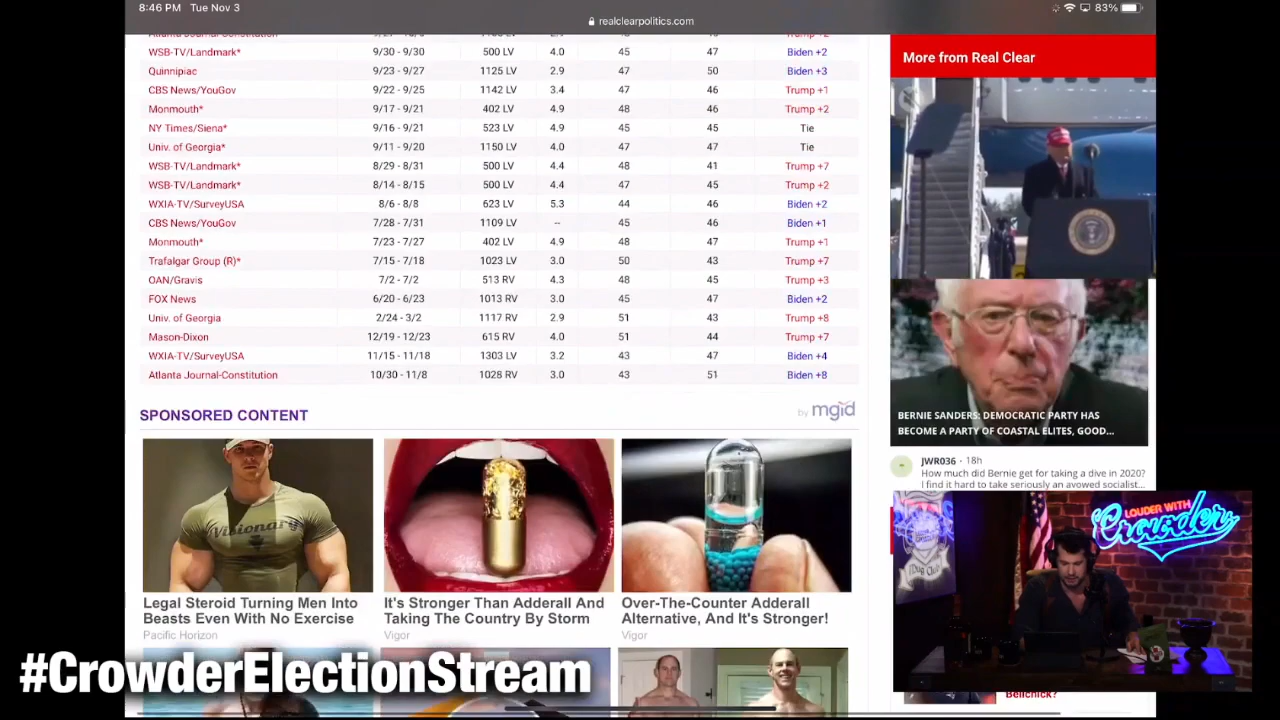 8:46 PM Tue Nov 3
realclearpolitics.com
83%
WSB-TV/Landmark* 9/30 - 9/30 500 LV 4.0 45 47 Biden +2
Quinnipiac 9/23 - 9/27 1125 LV 2.9 47 50 Biden +3
CBS News/YouGov 9/22 - 9/25 1142 LV 3.4 47 46 Trump +1
Monmouth* 9/17 - 9/21 402 LV 4.9 48 46 Trump +2
NY Times/Siena* 9/16 - 9/21 523 LV 4.9 45 45 Tie
Univ. of Georgia* 9/11 - 9/20 1150 LV 4.0 47 47 Tie
WSB-TV/Landmark* 8/29 - 8/31 500 LV 4.4 48 41 Trump +7
WSB-TV/Landmark* 8/14 - 8/15 500 LV 4.4 47 45 Trump +2
WXIA-TV/SurveyUSA 8/6 - 8/8 623 LV 5.3 44 46 Biden +2
CBS News/YouGov 7/28 - 7/31 1109 LV -- 45 46 Biden +1
Monmouth* 7/23 - 7/27 402 LV 4.9 48 47 Trump +1
Trafalgar Group (R)* 7/15 - 7/18 1023 LV 3.0 50 43 Trump +7
OAN/Gravis 7/2 - 7/2 513 RV 4.3 48 45 Trump +3
FOX News 6/20 - 6/23 1013 RV 3.0 45 47 Biden +2
Univ. of Georgia 2/24 - 3/2 1117 RV 2.9 51 43 Trump +8
Mason-Dixon 12/19 - 12/23 615 RV 4.0 51 44 Trump +7
WXIA-TV/SurveyUSA 11/15 - 11/18 1303 LV 3.2 43 47 Biden +4
Atlanta Journal-Constitution 10/30 - 11/8 1028 RV 3.0 43 51 Biden +8
SPONSORED CONTENT
by mgid
Visionary
Legal Steroid Turning Men Into
Beasts Even With No Exercise
Pacific Horizon
It's Stronger Than Adderall And
Taking The Country By Storm
Vigor
Over-The-Counter Adderall
Alternative, And It's Stronger!
Vigor
More from Real Clear
BERNIE SANDERS: DEMOCRATIC PARTY HAS
BECOME A PARTY OF COASTAL ELITES, GOOD...
JWR036 · 18h
How much did Bernie get for taking a dive in 2020?
I find it hard to take seriously an avowed socialist...
LOUDER WITH
Crowder
Belichick?
#CrowderElectionStream